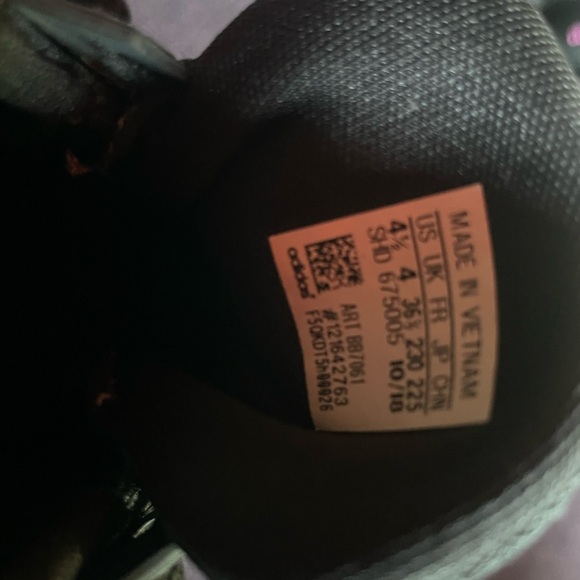 MADE IN VIETNAM
US UK FR JP CHN
4½ 4 36⅔ 230 225
SHD 675005 10/18
ART BB7061
#121642763
adidas